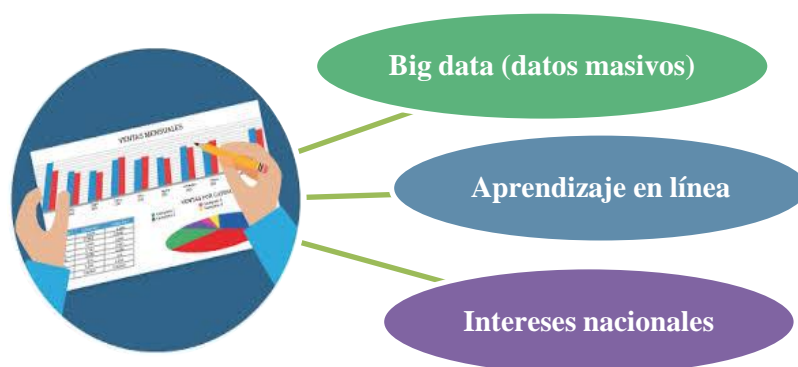 Big data (datos masivos)
VENTAS MENSUALES
Aprendizaje en línea
Intereses nacionales